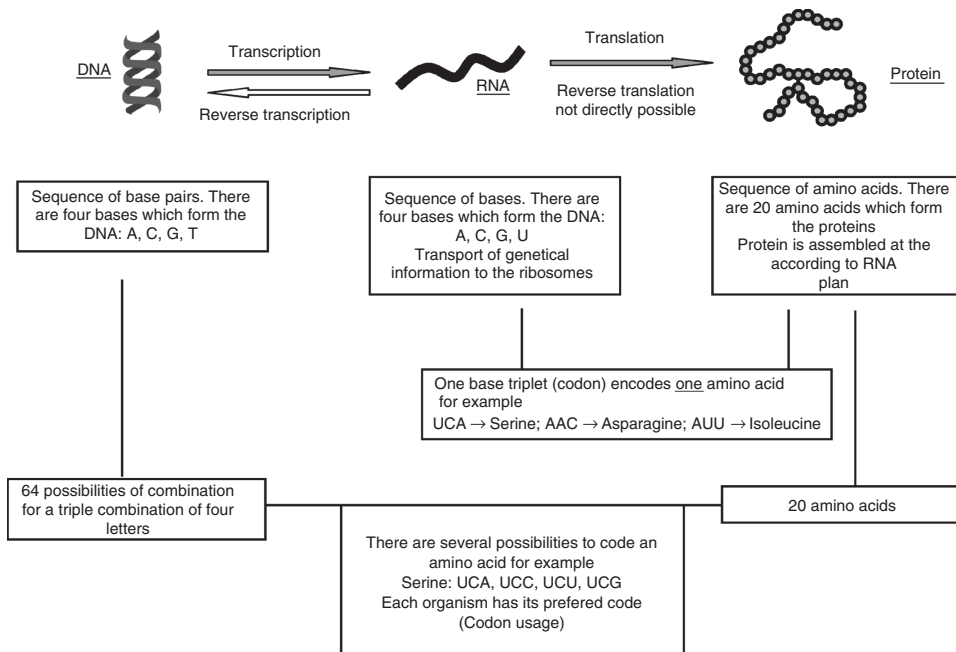 DNA
Transcription
Reverse transcription
RNA
Translation
Reverse translation
not directly possible
Protein
Sequence of base pairs. There
are four bases which form the
DNA: A, C, G, T
Sequence of bases. There are
four bases which form the DNA:
A, C, G, U
Transport of genetical
information to the ribosomes
Sequence of amino acids. There
are 20 amino acids which form
the proteins
Protein is assembled at the
according to RNA
plan
One base triplet (codon) encodes one amino acid
for example
UCA → Serine; AAC → Asparagine; AUU → Isoleucine
64 possibilities of combination
for a triple combination of four
letters
20 amino acids
There are several possibilities to code an
amino acid for example
Serine: UCA, UCC, UCU, UCG
Each organism has its prefered code
(Codon usage)